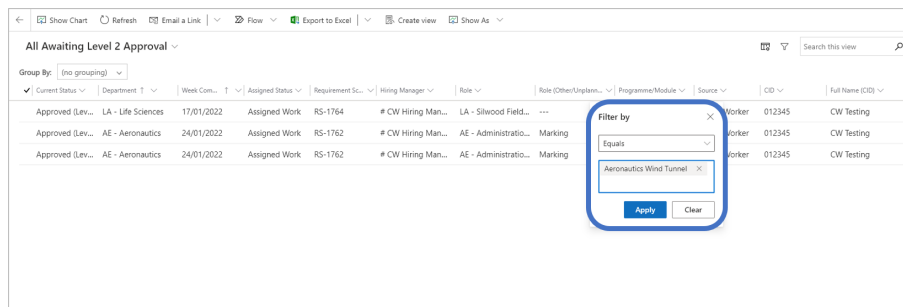 Show Chart Refresh Email a Link Flow Export to Excel Create view Show As
All Awaiting Level 2 Approval Search this view
Group By: (no grouping)
Current Status Department Week Com... Assigned Status Requirement Sc... Hiring Manager Role Role (Other/Unplann... Programme/Module Source CID Full Name (CID)
Approved (Lev... LA - Life Sciences 17/01/2022 Assigned Work RS-1764 # CW Hiring Man... LA - Silwood Field... --- Worker 012345 CW Testing
Approved (Lev... AE - Aeronautics 24/01/2022 Assigned Work RS-1762 # CW Hiring Man... AE - Administratio... Marking Worker 012345 CW Testing
Approved (Lev... AE - Aeronautics 24/01/2022 Assigned Work RS-1762 # CW Hiring Man... AE - Administratio... Marking Worker 012345 CW Testing
Filter by
Equals
Aeronautics Wind Tunnel
Apply Clear